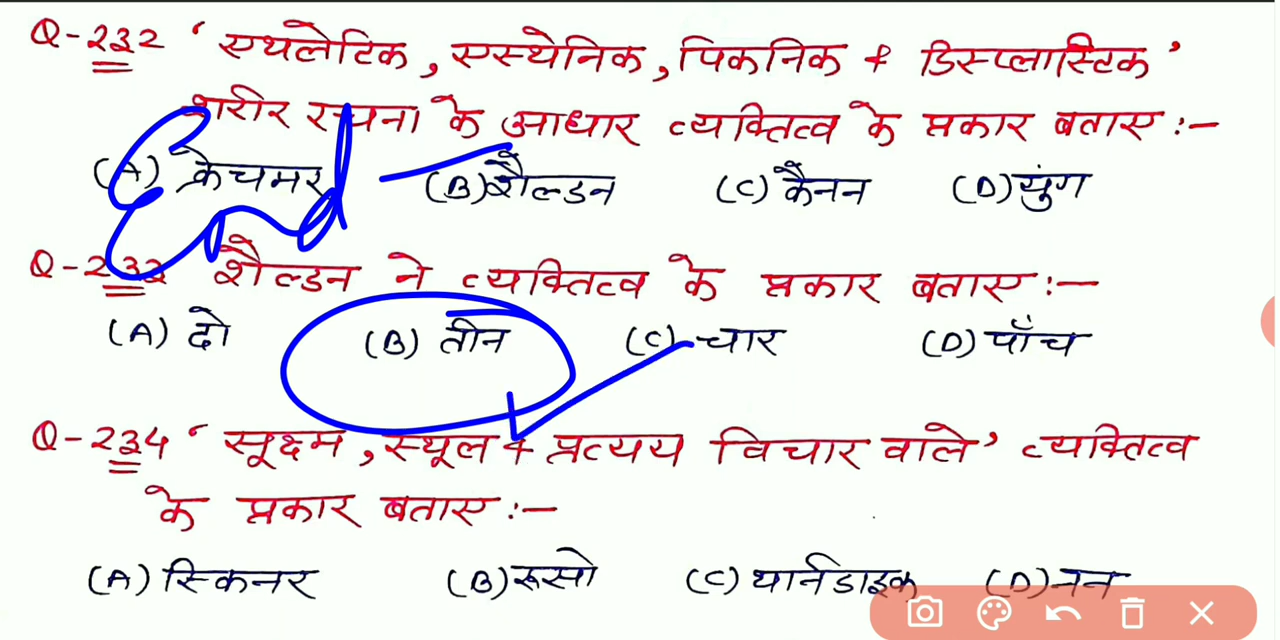 Q-232 ' एथलेटिक, एस्थेनिक, पिकनिक + डिस्प्लास्टिक '
शरीर रचना के आधार व्यक्तित्व के प्रकार बताए :-
(A) क्रेचमर (B) शैल्डन (C) कैनन (D) युंग
Q-233 शैल्डन ने व्यक्तित्व के प्रकार बताए :-
(A) दो (B) तीन (C) चार (D) पाँच
Q-234 ' सूक्ष्म, स्थूल + प्रत्यय विचार वाले ' व्यक्तित्व
के प्रकार बताए :-
(A) स्किनर (B) रूसो (C) थार्नडाइक (D) नन